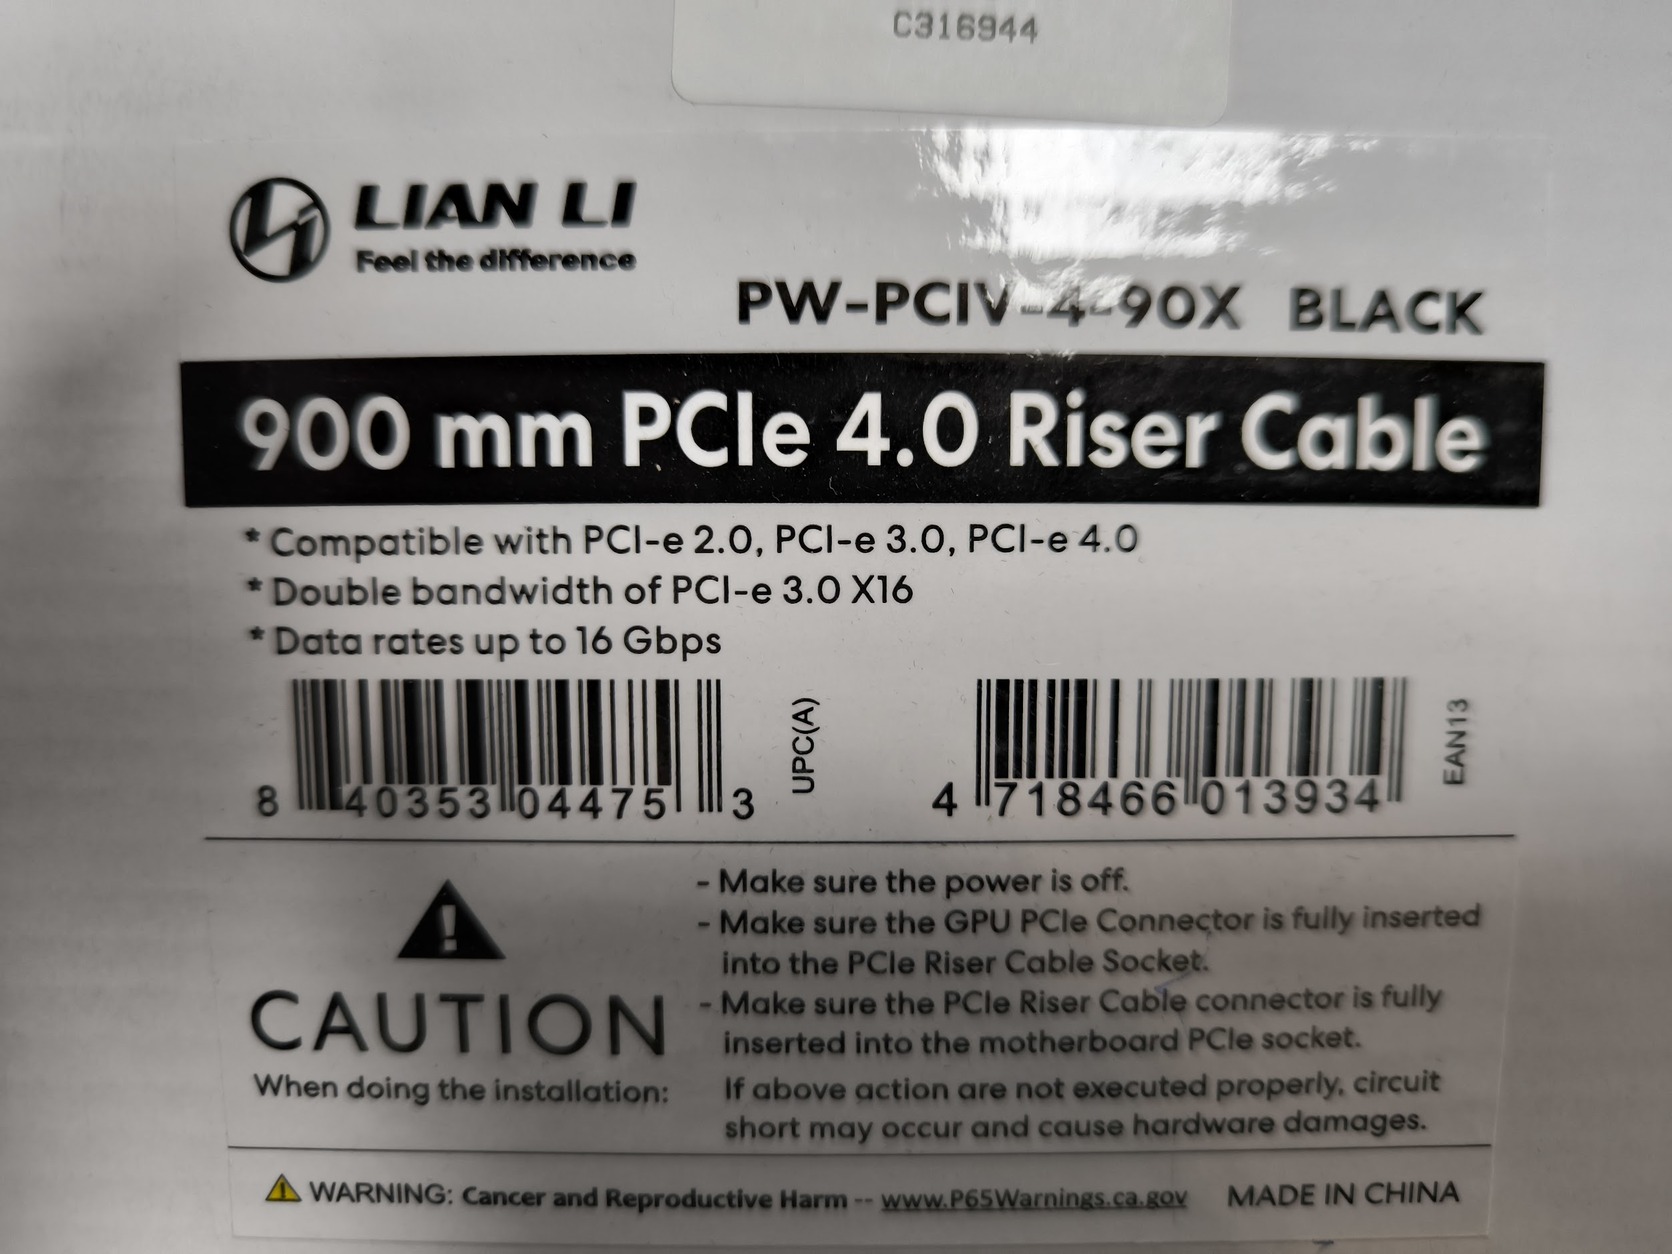 C316944
LIAN LI
Feel the difference
PW-PCIV-4-90X BLACK
900 mm PCIe 4.0 Riser Cable
* Compatible with PCI-e 2.0, PCI-e 3.0, PCI-e 4.0
* Double bandwidth of PCI-e 3.0 X16
* Data rates up to 16 Gbps
8 40353 04475 3
UPC(A)
4 718466 013934
EAN13
CAUTION
When doing the installation:
- Make sure the power is off.
- Make sure the GPU PCIe Connector is fully inserted
into the PCIe Riser Cable Socket.
- Make sure the PCIe Riser Cable connector is fully
inserted into the motherboard PCIe socket.
If above action are not executed properly, circuit
short may occur and cause hardware damages.
WARNING: Cancer and Reproductive Harm -- www.P65Warnings.ca.gov MADE IN CHINA